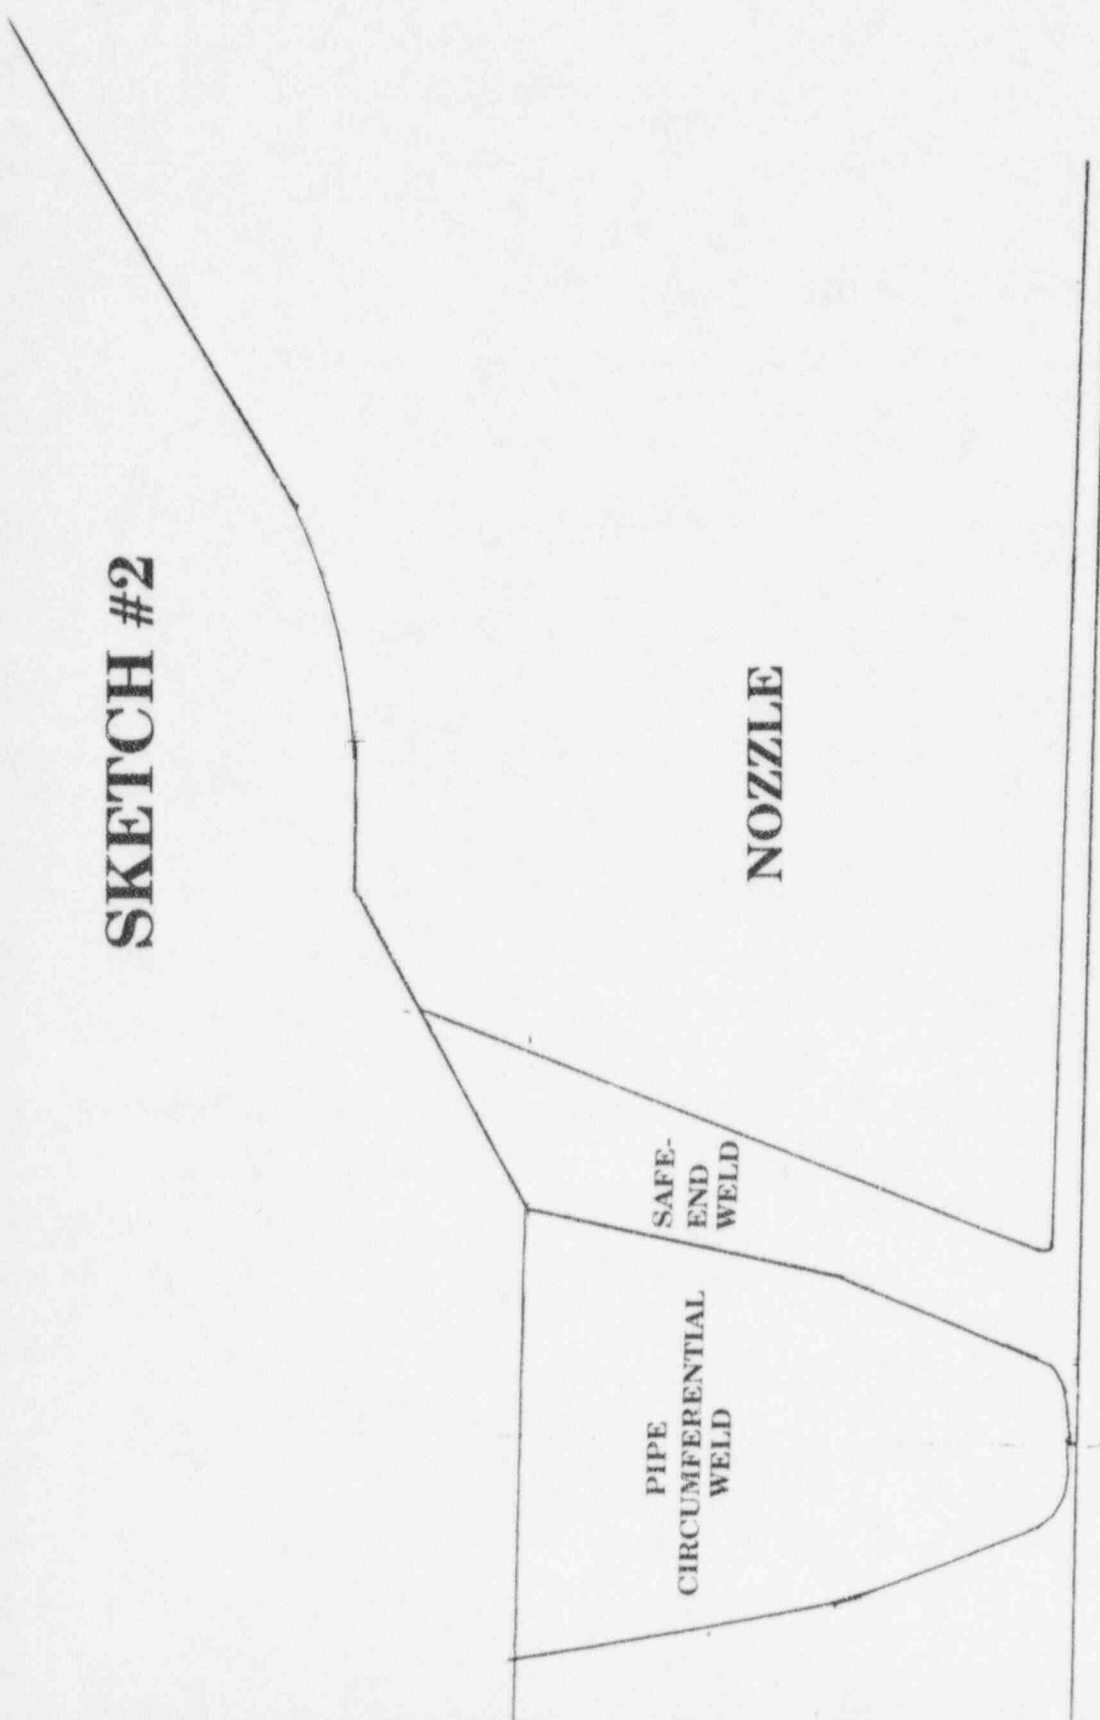 SKETCH #2
NOZZLE
SAFE-
END
WELD
PIPE
CIRCUMFERENTIAL
WELD